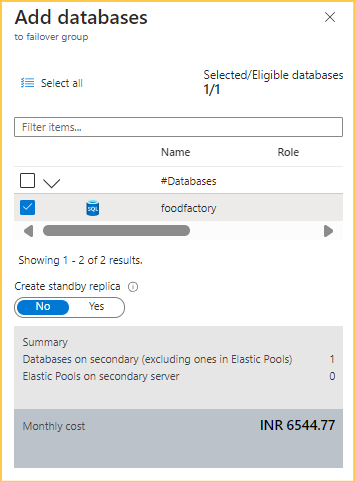 Add databases
to failover group
Select all
Selected/Eligible databases
1/1
Filter items...
Name Role
#Databases
SQL foodfactory
Showing 1 - 2 of 2 results.
Create standby replica
No Yes
Summary
Databases on secondary (excluding ones in Elastic Pools) 1
Elastic Pools on secondary server 0
Monthly cost INR 6544.77